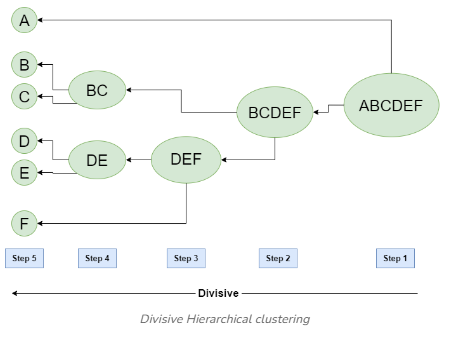 A
B
C
BC
ABCDEF
BCDEF
D
E
DE
DEF
F
Step 5
Step 4
Step 3
Step 2
Step 1
Divisive
Divisive Hierarchical clustering